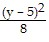 (y – 5)²
8